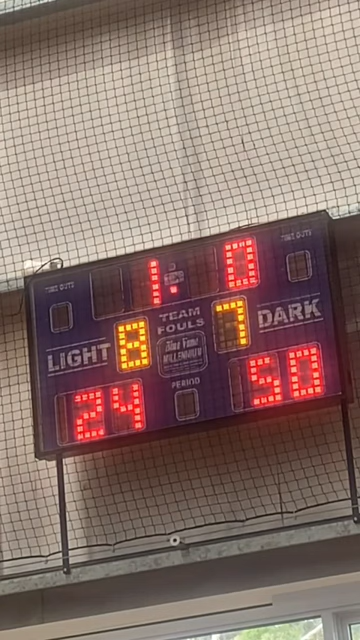 TIME OUTS
TIME OUTS
1.0
TEAM
FOULS
8
7
LIGHT
DARK
PERIOD
24
50